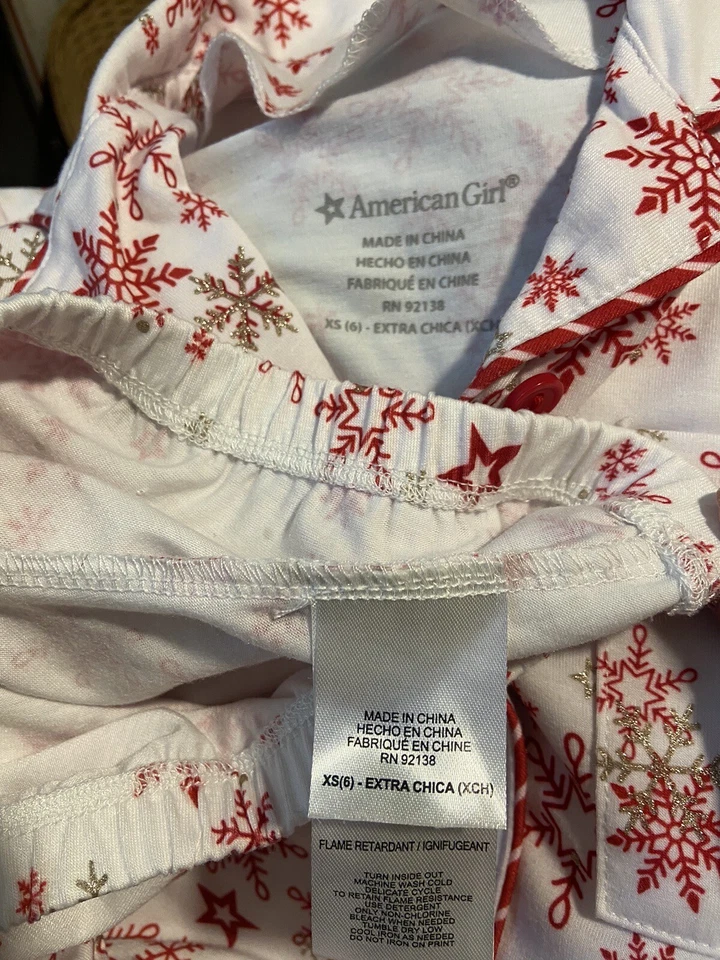 American Girl®
MADE IN CHINA
HECHO EN CHINA
FABRIQUÉ EN CHINE
RN 92138
XS (6) - EXTRA CHICA (XCH
MADE IN CHINA
HECHO EN CHINA
FABRIQUÉ EN CHINE
RN 92138
XS(6) - EXTRA CHICA (XCH)
FLAME RETARDANT / IGNIFUGEANT
TURN INSIDE OUT
MACHINE WASH COLD
DELICATE CYCLE
TO RETAIN FLAME RESISTANCE
USE DETERGENT
ONLY NON-CHLORINE
BLEACH WHEN NEEDED
TUMBLE DRY LOW
COOL IRON AS NEEDED
DO NOT IRON ON PRINT